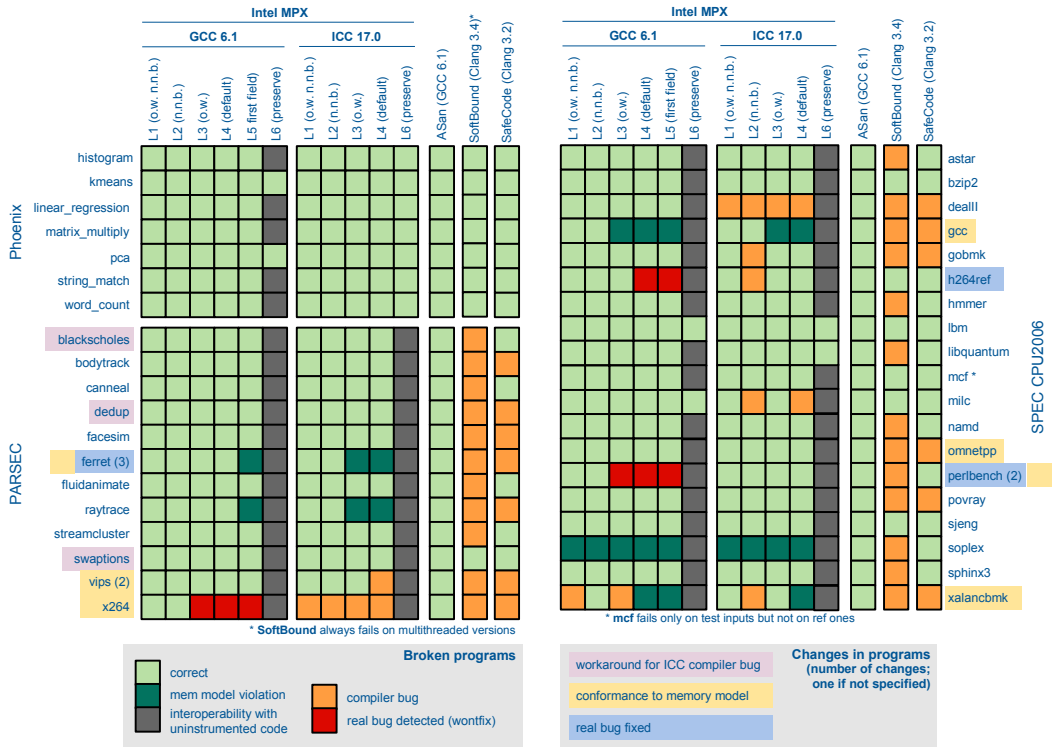 Intel MPX
GCC 6.1
ICC 17.0
L1 (o.w. n.n.b.)
L2 (n.n.b.)
L3 (o.w.)
L4 (default)
L5 first field)
L6 (preserve)
L1 (o.w. n.n.b.)
L2 (n.n.b.)
L3 (o.w.)
L4 (default)
L6 (preserve)
ASan (GCC 6.1)
SoftBound (Clang 3.4)*
SafeCode (Clang 3.2)
Phoenix
histogram
kmeans
linear_regression
matrix_multiply
pca
string_match
word_count
PARSEC
blackscholes
bodytrack
canneal
dedup
facesim
ferret (3)
fluidanimate
raytrace
streamcluster
swaptions
vips (2)
x264
* SoftBound always fails on multithreaded versions
Intel MPX
GCC 6.1
ICC 17.0
L1 (o.w. n.n.b.)
L2 (n.n.b.)
L3 (o.w.)
L4 (default)
L5 (first field)
L6 (preserve)
L1 (o.w. n.n.b.)
L2 (n.n.b.)
L3 (o.w.)
L4 (default)
L6 (preserve)
ASan (GCC 6.1)
SoftBound (Clang 3.4)
SafeCode (Clang 3.2)
astar
bzip2
dealII
gcc
gobmk
h264ref
hmmer
lbm
libquantum
mcf *
milc
namd
omnetpp
perlbench (2)
povray
sjeng
soplex
sphinx3
xalancbmk
SPEC CPU2006
* mcf fails only on test inputs but not on ref ones
Broken programs
correct
mem model violation
interoperability with
uninstrumented code
compiler bug
real bug detected (wontfix)
workaround for ICC compiler bug
conformance to memory model
real bug fixed
Changes in programs
(number of changes;
one if not specified)